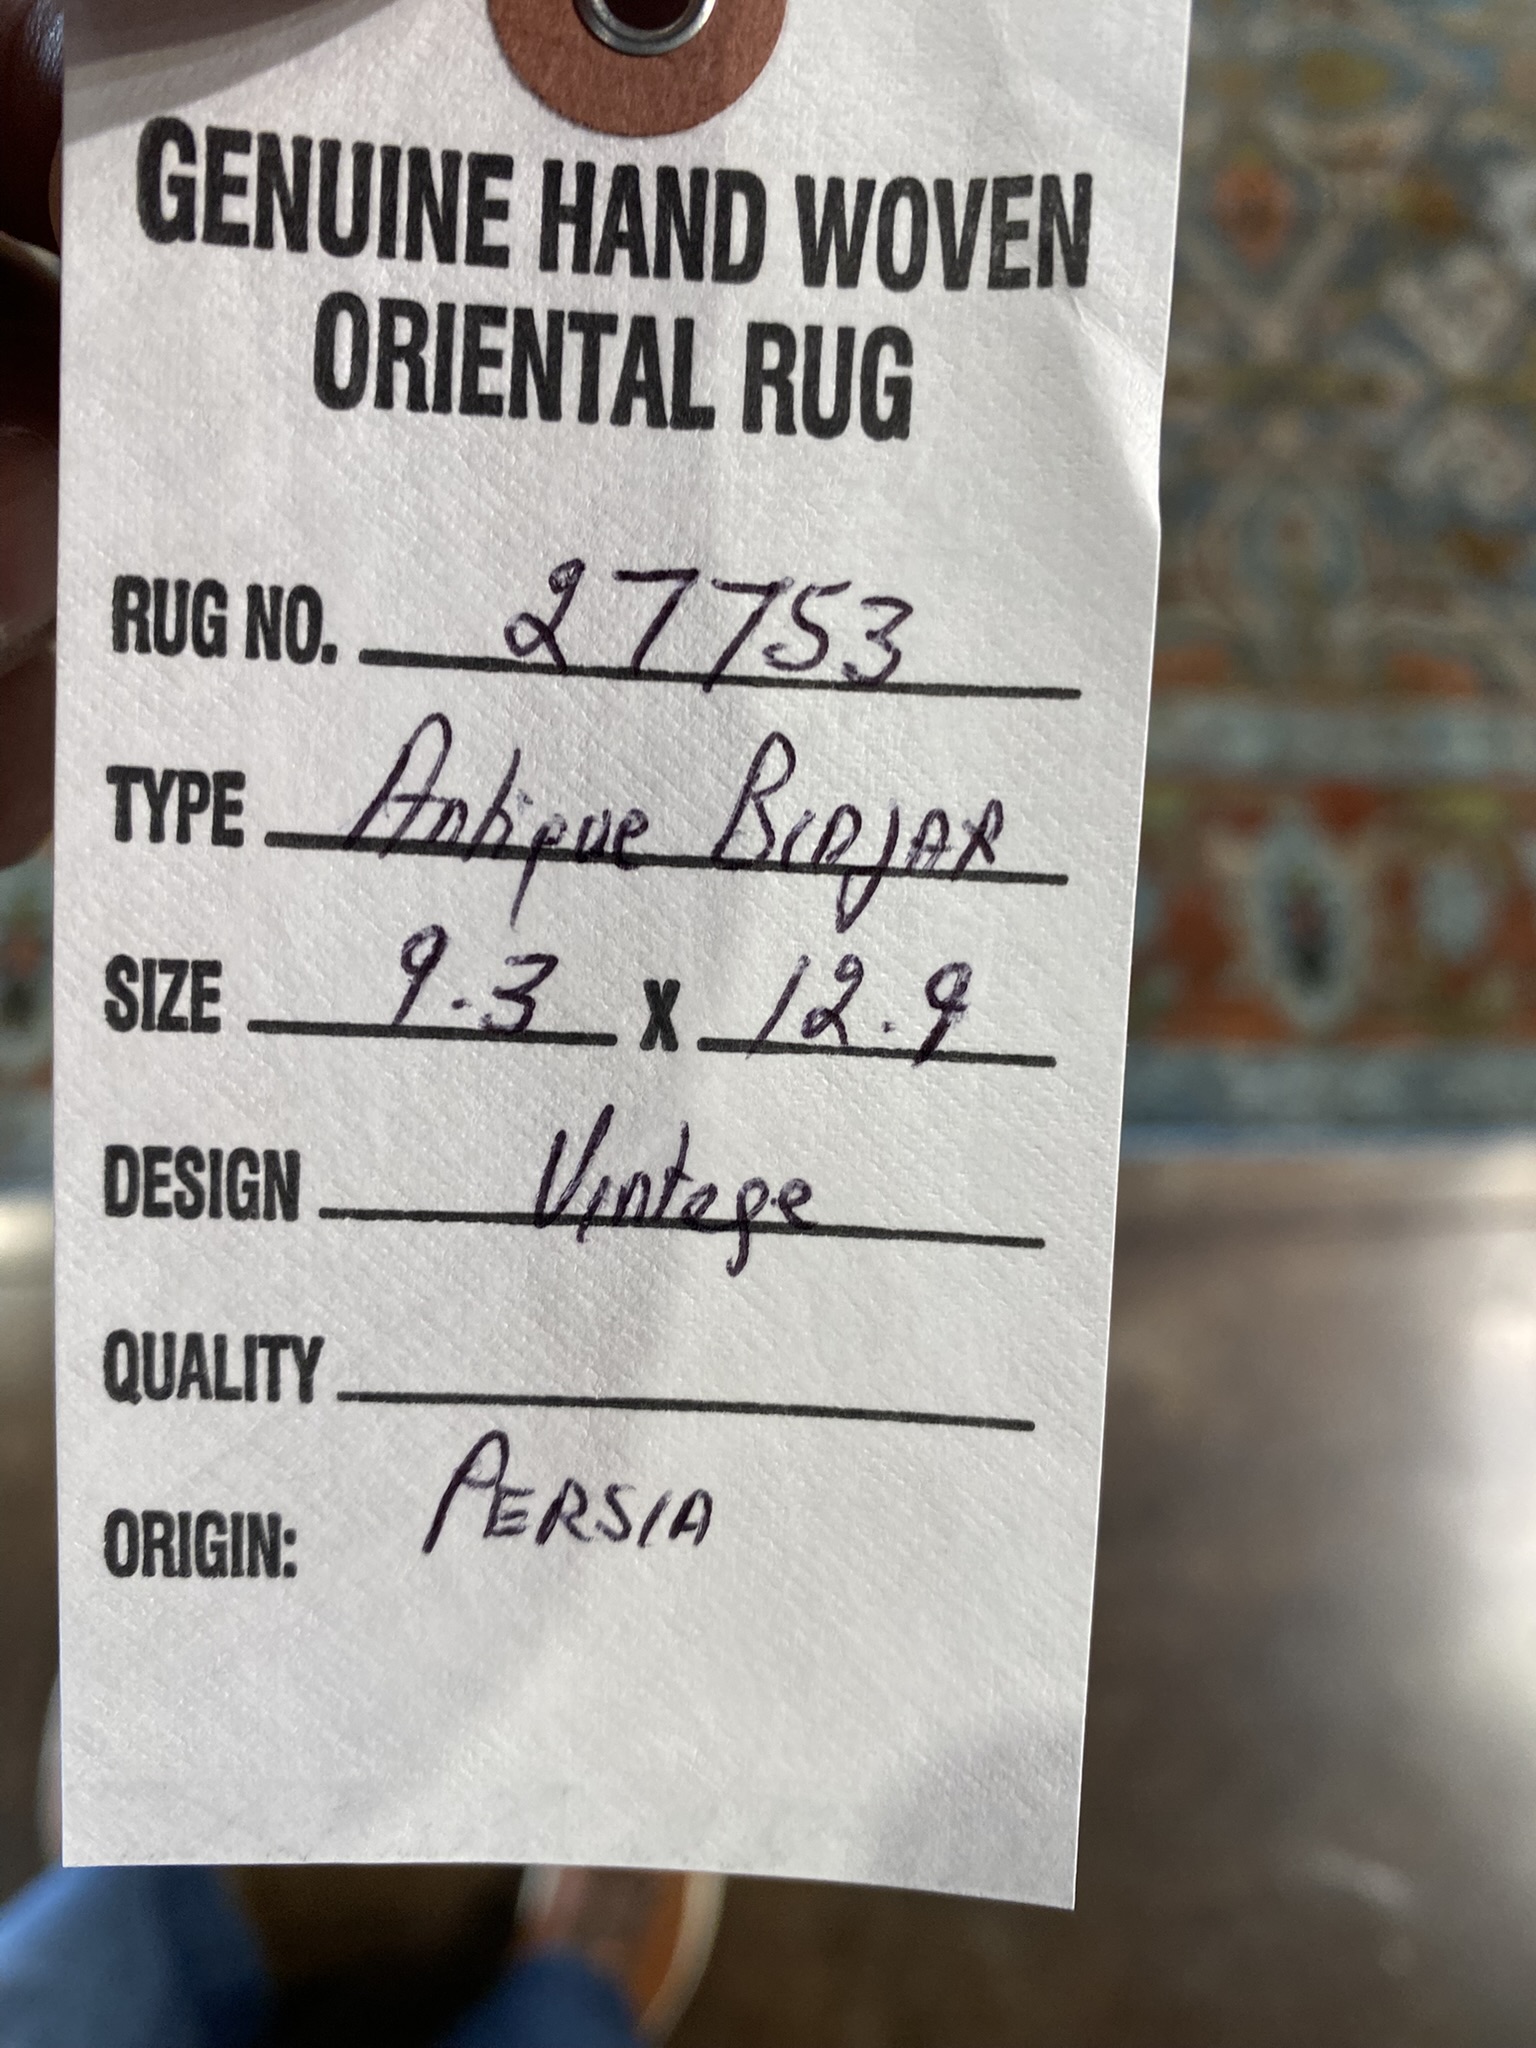 GENUINE HAND WOVEN
ORIENTAL RUG
RUG NO. 27753
TYPE Antique BIDJAR
SIZE 9.3 X 12.9
DESIGN Vintage
QUALITY
ORIGIN: PERSIA